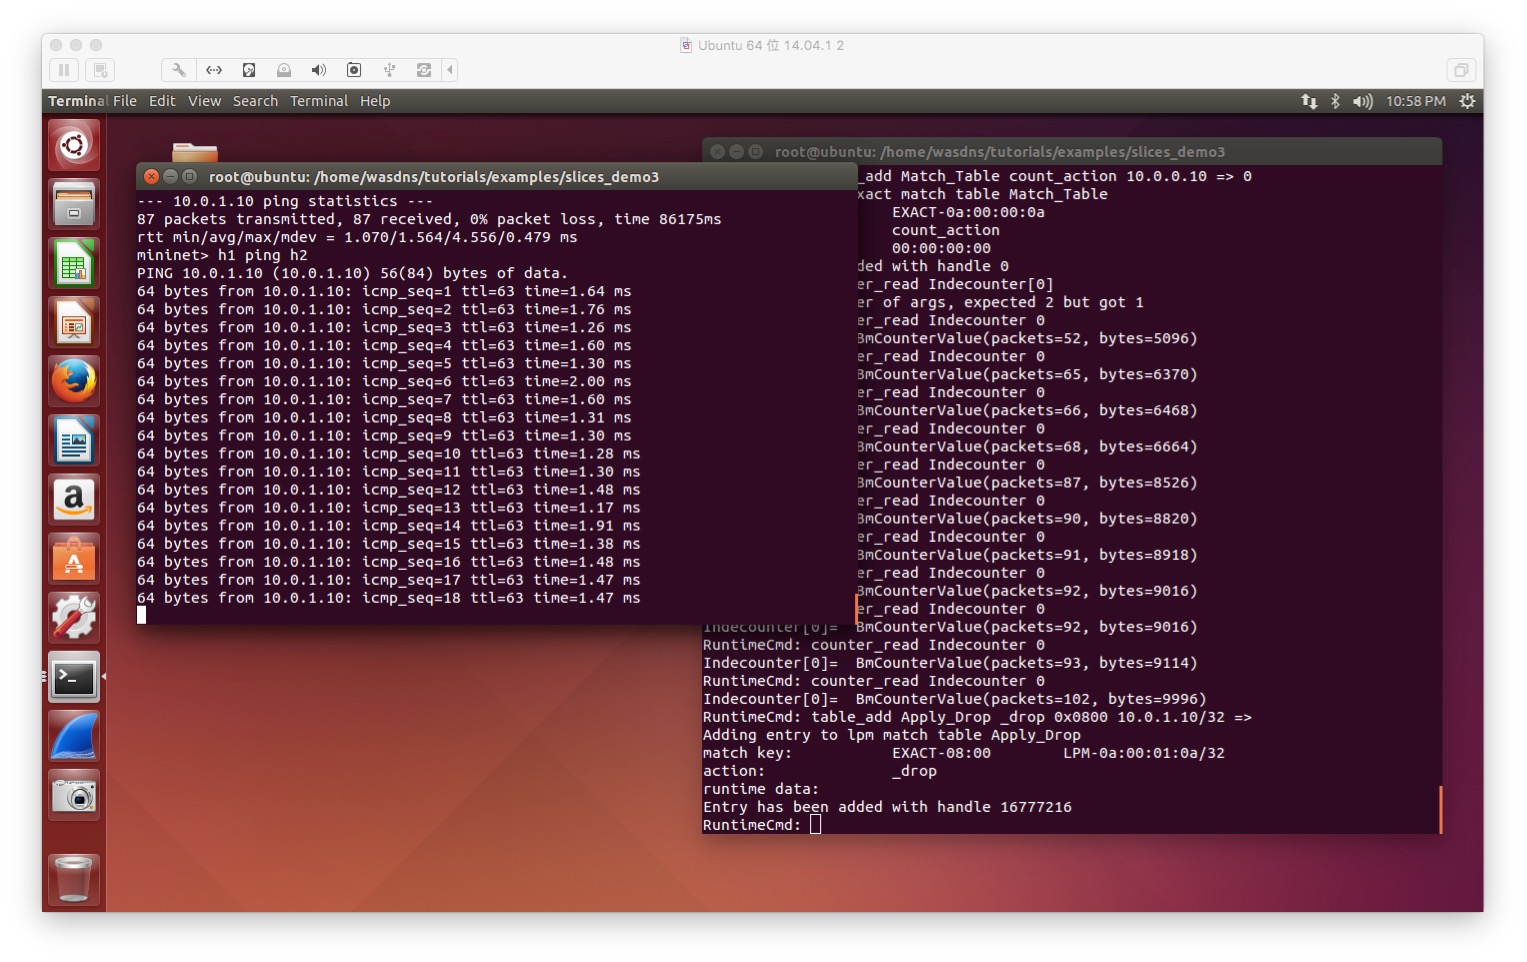 Ubuntu 64 位 14.04.1 2
Terminal File Edit View Search Terminal Help
10:58 PM
root@ubuntu: /home/wasdns/tutorials/examples/slices_demo3
--- 10.0.1.10 ping statistics ---
87 packets transmitted, 87 received, 0% packet loss, time 86175ms
rtt min/avg/max/mdev = 1.070/1.564/4.556/0.479 ms
mininet> h1 ping h2
PING 10.0.1.10 (10.0.1.10) 56(84) bytes of data.
64 bytes from 10.0.1.10: icmp_seq=1 ttl=63 time=1.64 ms
64 bytes from 10.0.1.10: icmp_seq=2 ttl=63 time=1.76 ms
64 bytes from 10.0.1.10: icmp_seq=3 ttl=63 time=1.26 ms
64 bytes from 10.0.1.10: icmp_seq=4 ttl=63 time=1.60 ms
64 bytes from 10.0.1.10: icmp_seq=5 ttl=63 time=1.30 ms
64 bytes from 10.0.1.10: icmp_seq=6 ttl=63 time=2.00 ms
64 bytes from 10.0.1.10: icmp_seq=7 ttl=63 time=1.60 ms
64 bytes from 10.0.1.10: icmp_seq=8 ttl=63 time=1.31 ms
64 bytes from 10.0.1.10: icmp_seq=9 ttl=63 time=1.30 ms
64 bytes from 10.0.1.10: icmp_seq=10 ttl=63 time=1.28 ms
64 bytes from 10.0.1.10: icmp_seq=11 ttl=63 time=1.30 ms
64 bytes from 10.0.1.10: icmp_seq=12 ttl=63 time=1.48 ms
64 bytes from 10.0.1.10: icmp_seq=13 ttl=63 time=1.17 ms
64 bytes from 10.0.1.10: icmp_seq=14 ttl=63 time=1.91 ms
64 bytes from 10.0.1.10: icmp_seq=15 ttl=63 time=1.38 ms
64 bytes from 10.0.1.10: icmp_seq=16 ttl=63 time=1.48 ms
64 bytes from 10.0.1.10: icmp_seq=17 ttl=63 time=1.47 ms
64 bytes from 10.0.1.10: icmp_seq=18 ttl=63 time=1.47 ms
root@ubuntu: /home/wasdns/tutorials/examples/slices_demo3
_add Match_Table count_action 10.0.0.10 => 0
xact match table Match_Table
EXACT-0a:00:00:0a
count_action
00:00:00:00
ded with handle 0
er_read Indecounter[0]
er of args, expected 2 but got 1
er_read Indecounter 0
BmCounterValue(packets=52, bytes=5096)
er_read Indecounter 0
BmCounterValue(packets=65, bytes=6370)
er_read Indecounter 0
BmCounterValue(packets=66, bytes=6468)
er_read Indecounter 0
BmCounterValue(packets=68, bytes=6664)
er_read Indecounter 0
BmCounterValue(packets=87, bytes=8526)
er_read Indecounter 0
BmCounterValue(packets=90, bytes=8820)
er_read Indecounter 0
BmCounterValue(packets=91, bytes=8918)
er_read Indecounter 0
BmCounterValue(packets=92, bytes=9016)
er_read Indecounter 0
Indecounter[0]= BmCounterValue(packets=92, bytes=9016)
RuntimeCmd: counter_read Indecounter 0
Indecounter[0]= BmCounterValue(packets=93, bytes=9114)
RuntimeCmd: counter_read Indecounter 0
Indecounter[0]= BmCounterValue(packets=102, bytes=9996)
RuntimeCmd: table_add Apply_Drop _drop 0x0800 10.0.1.10/32 =>
Adding entry to lpm match table Apply_Drop
match key: EXACT-08:00 LPM-0a:00:01:0a/32
action: _drop
runtime data:
Entry has been added with handle 16777216
RuntimeCmd: